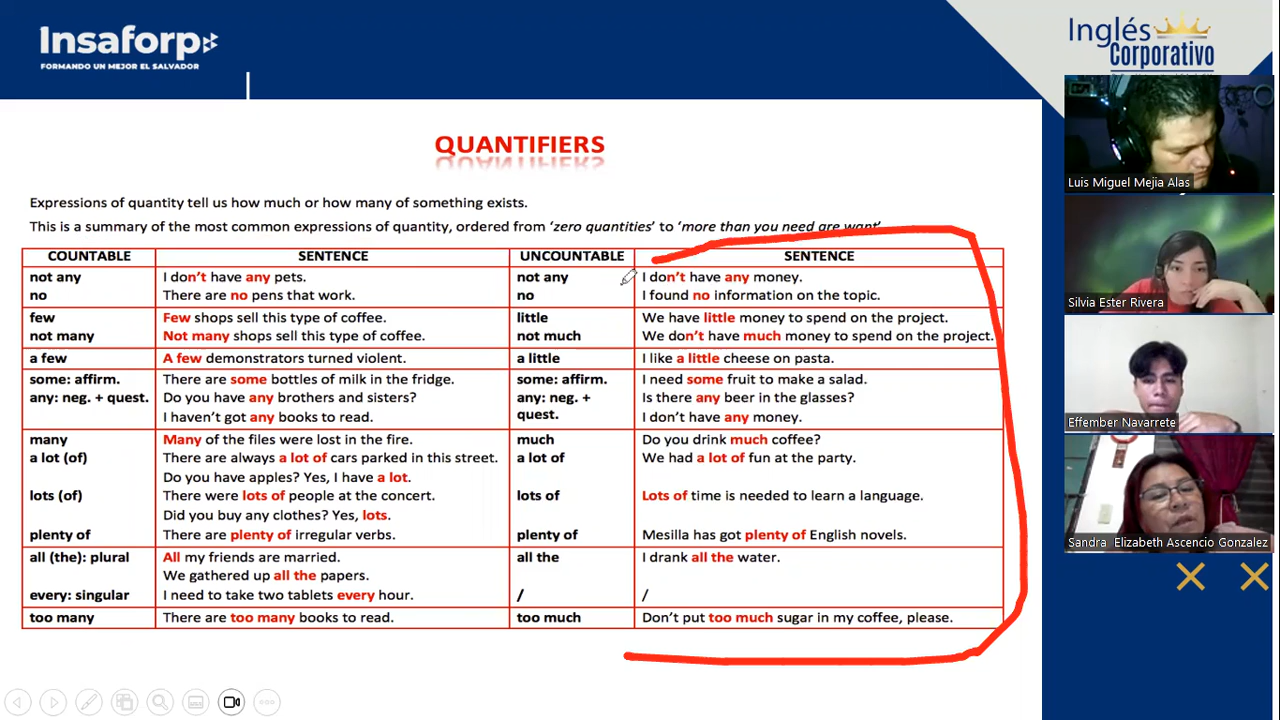 Insaforp
FORMANDO UN MEJOR EL SALVADOR
Inglés
Corporativo
QUANTIFIERS
Expressions of quantity tell us how much or how many of something exists.
This is a summary of the most common expressions of quantity, ordered from ‘zero quantities’ to ‘more than you need are want’
COUNTABLE SENTENCE UNCOUNTABLE SENTENCE
not any I don’t have any pets. not any I don’t have any money.
no There are no pens that work. no I found no information on the topic.
few Few shops sell this type of coffee. little We have little money to spend on the project.
not many Not many shops sell this type of coffee. not much We don’t have much money to spend on the project.
a few A few demonstrators turned violent. a little I like a little cheese on pasta.
some: affirm. There are some bottles of milk in the fridge. some: affirm. I need some fruit to make a salad.
any: neg. + quest. Do you have any brothers and sisters? any: neg. + Is there any beer in the glasses?
I haven’t got any books to read. quest. I don’t have any money.
many Many of the files were lost in the fire. much Do you drink much coffee?
a lot (of) There are always a lot of cars parked in this street. a lot of We had a lot of fun at the party.
Do you have apples? Yes, I have a lot.
lots (of) There were lots of people at the concert. lots of Lots of time is needed to learn a language.
Did you buy any clothes? Yes, lots.
plenty of There are plenty of irregular verbs. plenty of Mesilla has got plenty of English novels.
all (the): plural All my friends are married. all the I drank all the water.
We gathered up all the papers.
every: singular I need to take two tablets every hour. / /
too many There are too many books to read. too much Don’t put too much sugar in my coffee, please.
Luis Miguel Mejia Alas
Silvia Ester Rivera
Effember Navarrete
Sandra Elizabeth Ascencio Gonzalez